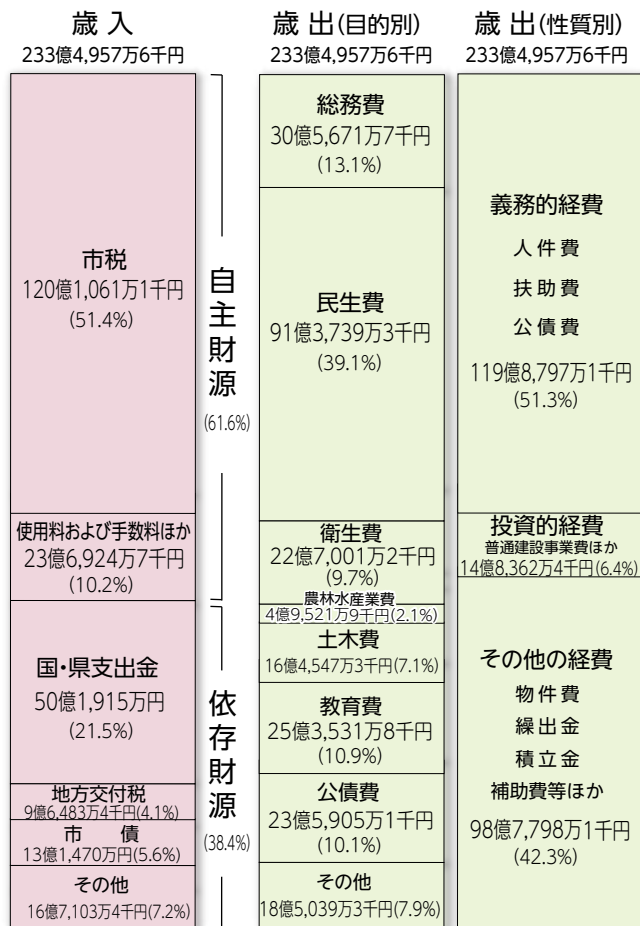 歳入
233億4,957万6千円
市税
120億1,061万1千円
(51.4%)
使用料および手数料ほか
23億6,924万7千円
(10.2%)
国・県支出金
50億1,915万円
(21.5%)
地方交付税
9億6,483万4千円(4.1%)
市債
13億1,470万円(5.6%)
その他
16億7,103万4千円(7.2%)
自主財源
(61.6%)
依存財源
(38.4%)
歳出(目的別)
233億4,957万6千円
総務費
30億5,671万7千円
(13.1%)
民生費
91億3,739万3千円
(39.1%)
衛生費
22億7,001万2千円
(9.7%)
農林水産業費
4億9,521万9千円(2.1%)
土木費
16億4,547万3千円(7.1%)
教育費
25億3,531万8千円
(10.9%)
公債費
23億5,905万1千円
(10.1%)
その他
18億5,039万3千円(7.9%)
歳出(性質別)
233億4,957万6千円
義務的経費
人件費
扶助費
公債費
119億8,797万1千円
(51.3%)
投資的経費
普通建設事業費ほか
14億8,362万4千円(6.4%)
その他の経費
物件費
繰出金
積立金
補助費等ほか
98億7,798万1千円
(42.3%)